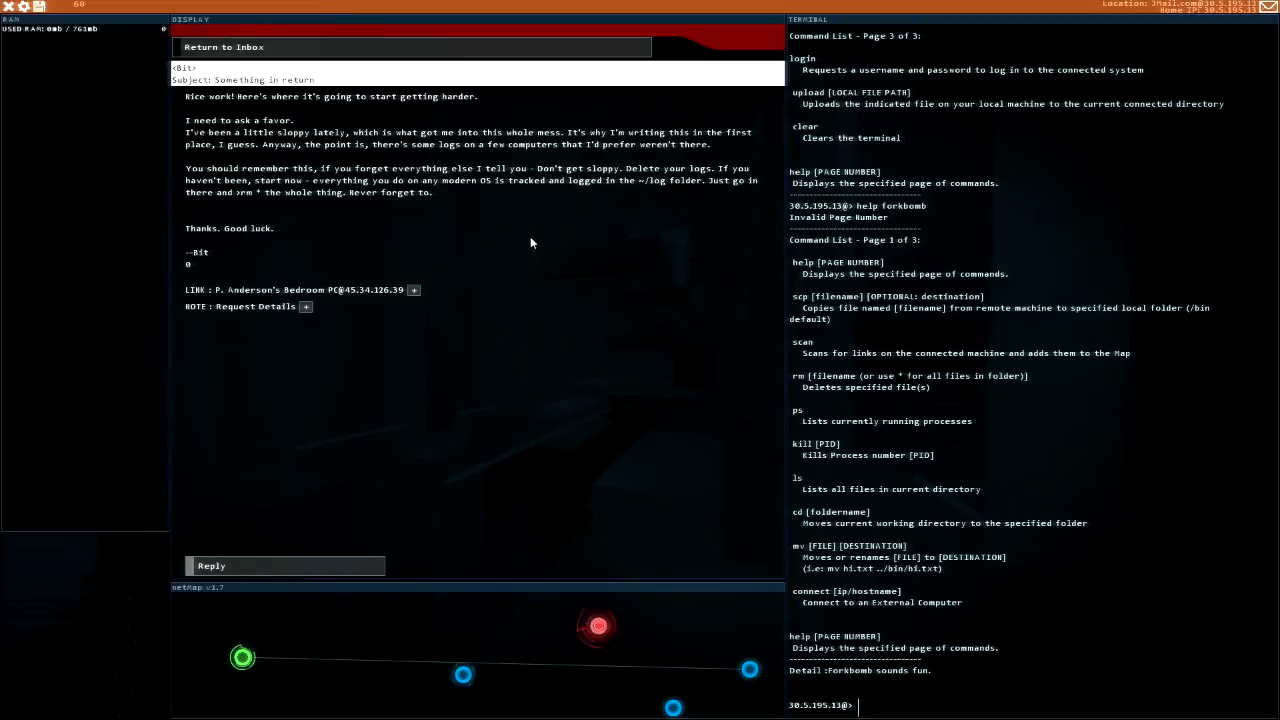 60
Location: JMail.com@30.5.195.13
Home IP: 30.5.195.13
RAM
USED RAM: 0mb / 761mb
0
DISPLAY
Return to Inbox
<Bit>
Subject: Something in return
Nice work! Here's where it's going to start getting harder.
I need to ask a favor.
I've been a little sloppy lately, which is what got me into this whole mess. It's why I'm writing this in the first
place, I guess. Anyway, the point is, there's some logs on a few computers that I'd prefer weren't there.
You should remember this, if you forget everything else I tell you - Don't get sloppy. Delete your logs. If you
haven't been, start now - everything you do on any modern OS is tracked and logged in the ~/log folder. Just go in
there and >rm * the whole thing. Never forget to.
Thanks. Good luck.
--Bit
0
LINK : P. Anderson's Bedroom PC@45.34.126.39 +
NOTE : Request Details +
Reply
netMap v1.7
TERMINAL
Command List - Page 3 of 3:
login
Requests a username and password to log in to the connected system
upload [LOCAL FILE PATH]
Uploads the indicated file on your local machine to the current connected directory
clear
Clears the terminal
help [PAGE NUMBER]
Displays the specified page of commands.
---------------------------------
30.5.195.13@> help forkbomb
Invalid Page Number
---------------------------------
Command List - Page 1 of 3:
help [PAGE NUMBER]
Displays the specified page of commands.
scp [filename] [OPTIONAL: destination]
Copies file named [filename] from remote machine to specified local folder (/bin
default)
scan
Scans for links on the connected machine and adds them to the Map
rm [filename (or use * for all files in folder)]
Deletes specified file(s)
ps
Lists currently running processes
kill [PID]
Kills Process number [PID]
ls
Lists all files in current directory
cd [foldername]
Moves current working directory to the specified folder
mv [FILE] [DESTINATION]
Moves or renames [FILE] to [DESTINATION]
(i.e: mv hi.txt ../bin/hi.txt)
connect [ip/hostname]
Connect to an External Computer
help [PAGE NUMBER]
Displays the specified page of commands.
---------------------------------
Detail :Forkbomb sounds fun.
30.5.195.13@>